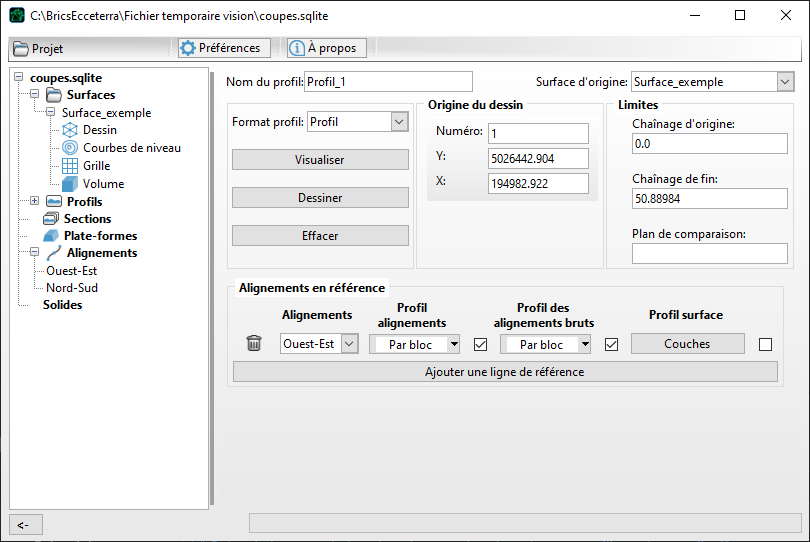 C:\BricsEcceterra\Fichier temporaire vision\coupes.sqlite
Projet
Préférences
À propos
coupes.sqlite
Surfaces
Surface_exemple
Dessin
Courbes de niveau
Grille
Volume
Profils
Sections
Plate-formes
Alignements
Ouest-Est
Nord-Sud
Solides
Nom du profil: Profil_1
Surface d'origine: Surface_exemple
Format profil: Profil
Visualiser
Dessiner
Effacer
Origine du dessin
Numéro: 1
Y: 5026442.904
X: 194982.922
Limites
Chaînage d'origine:
0.0
Chaînage de fin:
50.88984
Plan de comparaison:
Alignements en référence
Alignements
Profil
alignements
Profil des
alignements bruts
Profil surface
Ouest-Est
Par bloc
Par bloc
Couches
Ajouter une ligne de référence
<-